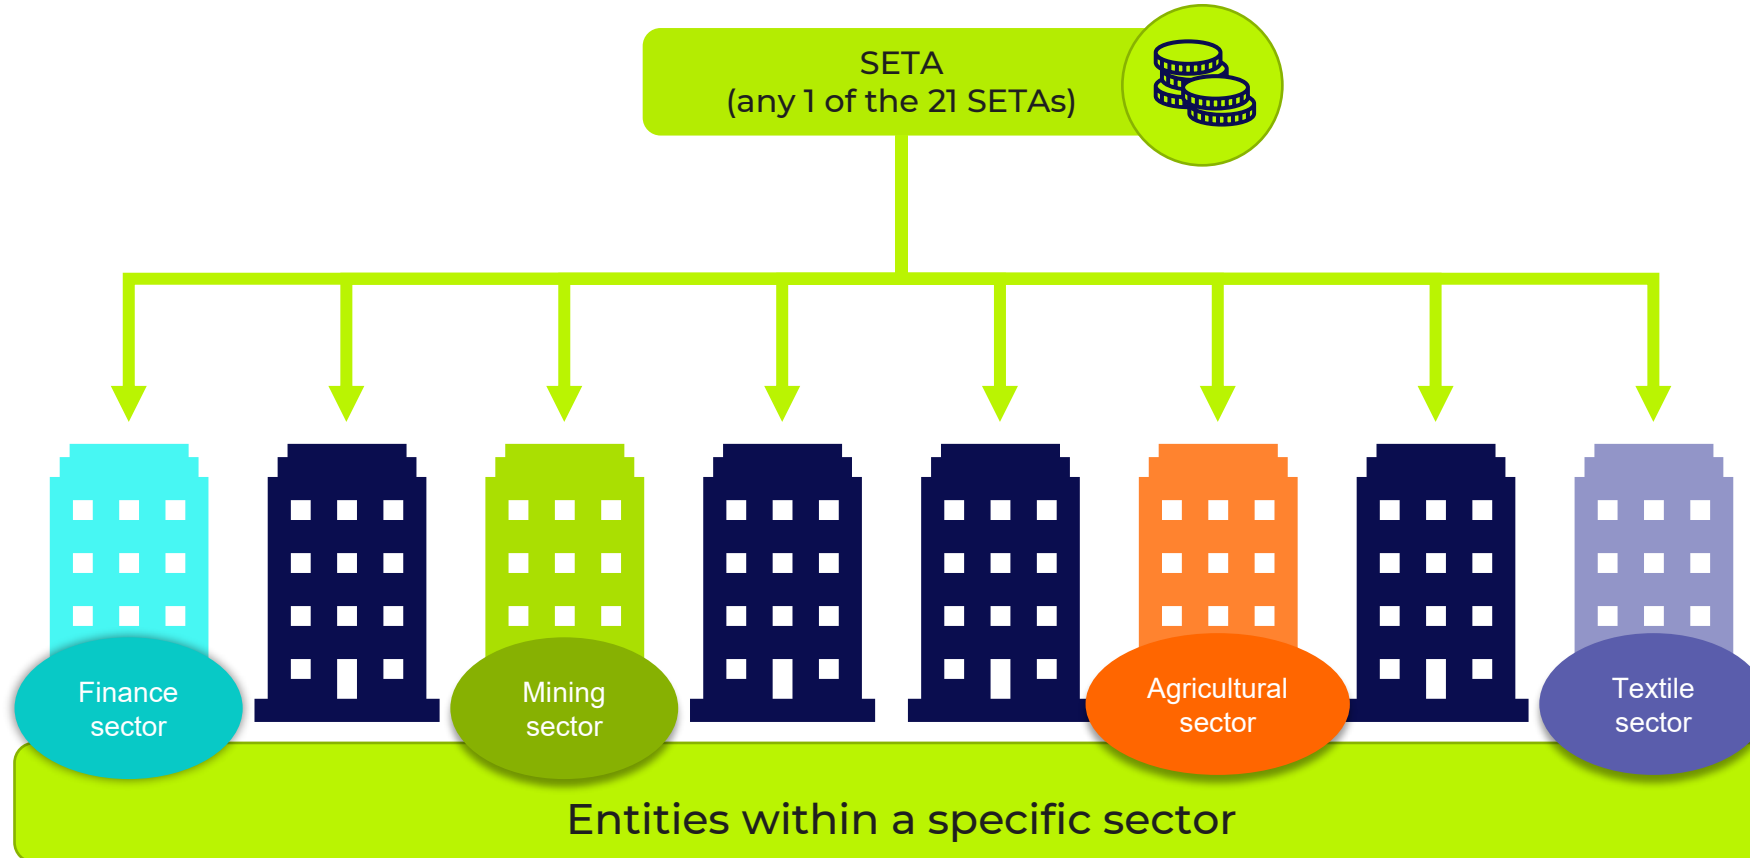 SETA
(any 1 of the 21 SETAs)
Finance
sector
Mining
sector
Agricultural
sector
Textile
sector
Entities within a specific sector